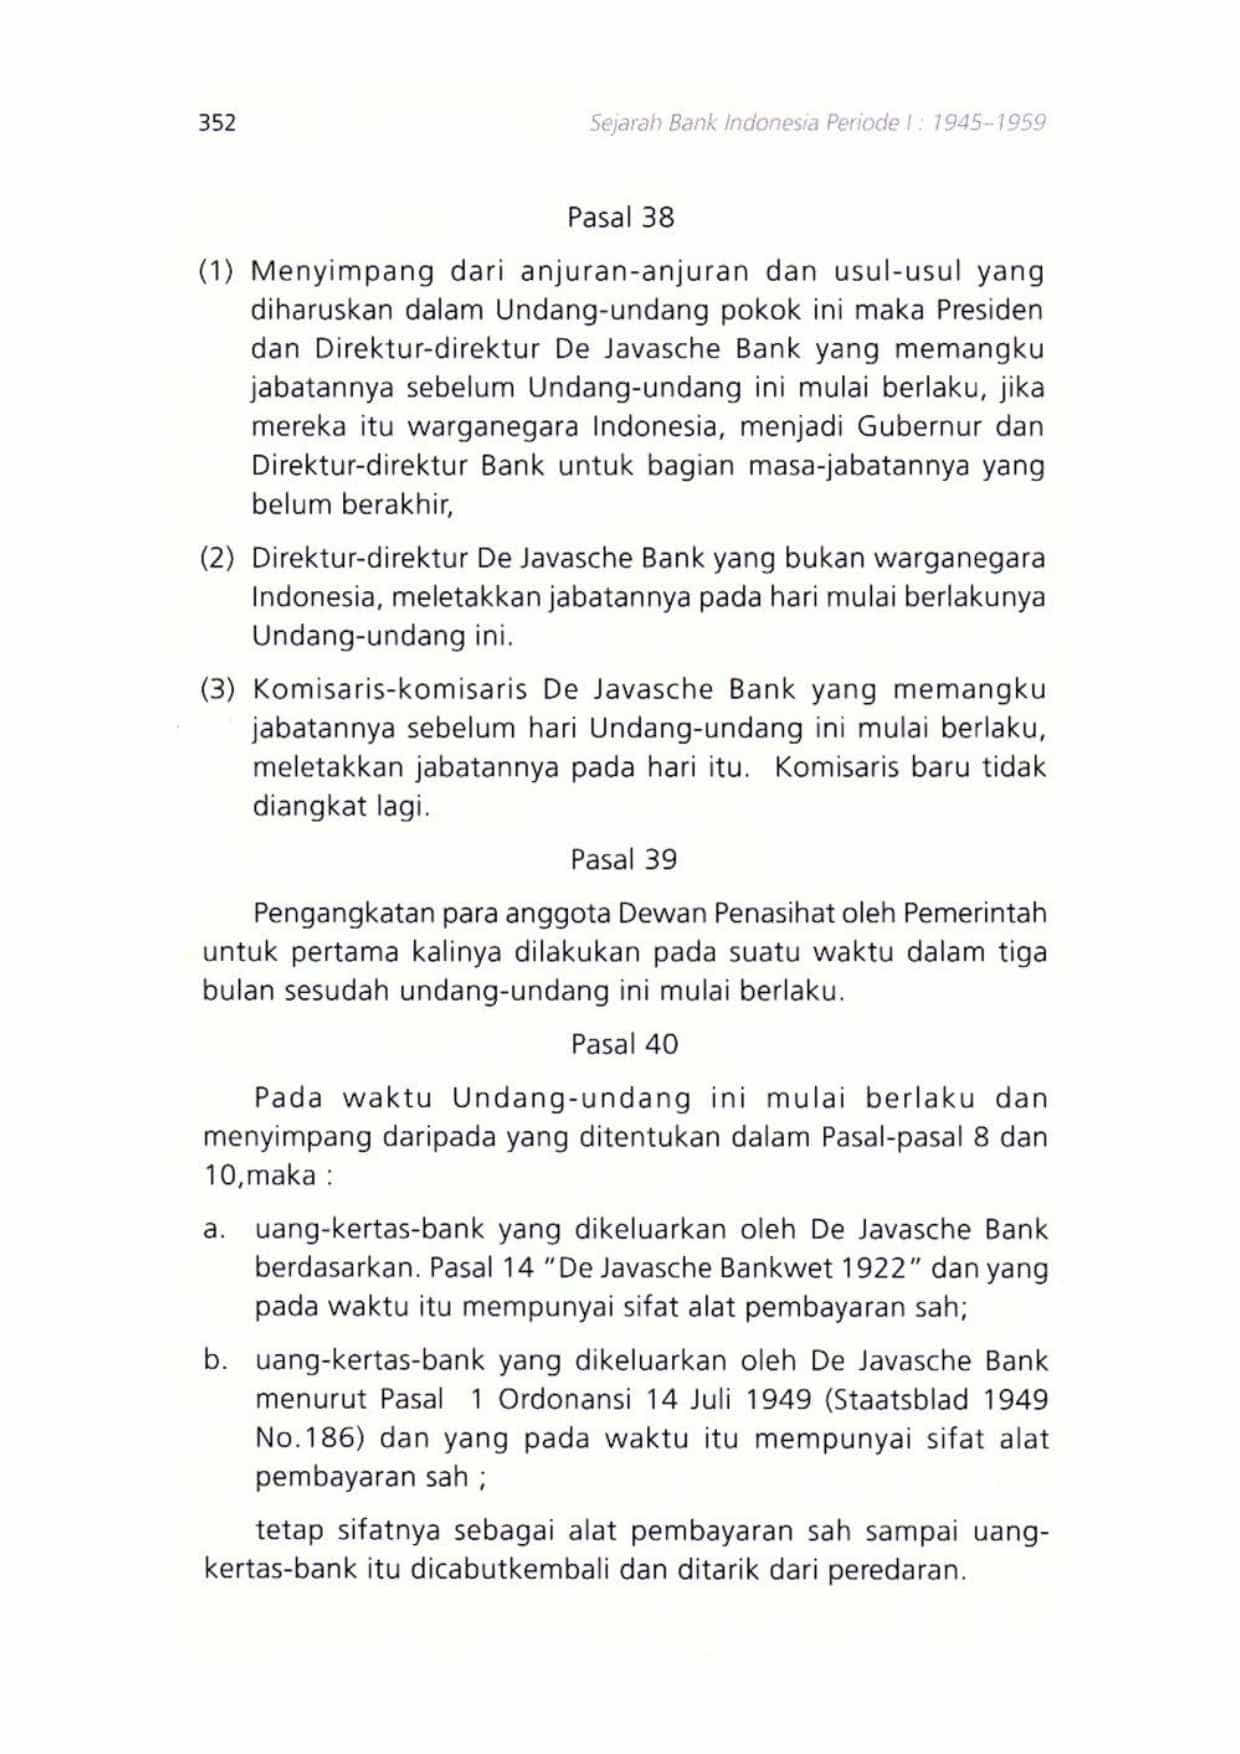 352
Sejarah Bank Indonesia Periode I : 1945–1959
Pasal 38
(1) Menyimpang dari anjuran-anjuran dan usul-usul yang
diharuskan dalam Undang-undang pokok ini maka Presiden
dan Direktur-direktur De Javasche Bank yang memangku
jabatannya sebelum Undang-undang ini mulai berlaku, jika
mereka itu warganegara Indonesia, menjadi Gubernur dan
Direktur-direktur Bank untuk bagian masa-jabatannya yang
belum berakhir,
(2) Direktur-direktur De Javasche Bank yang bukan warganegara
Indonesia, meletakkan jabatannya pada hari mulai berlakunya
Undang-undang ini.
(3) Komisaris-komisaris De Javasche Bank yang memangku
jabatannya sebelum hari Undang-undang ini mulai berlaku,
meletakkan jabatannya pada hari itu. Komisaris baru tidak
diangkat lagi.
Pasal 39
Pengangkatan para anggota Dewan Penasihat oleh Pemerintah
untuk pertama kalinya dilakukan pada suatu waktu dalam tiga
bulan sesudah undang-undang ini mulai berlaku.
Pasal 40
Pada waktu Undang-undang ini mulai berlaku dan
menyimpang daripada yang ditentukan dalam Pasal-pasal 8 dan
10,maka :
a. uang-kertas-bank yang dikeluarkan oleh De Javasche Bank
berdasarkan. Pasal 14 "De Javasche Bankwet 1922" dan yang
pada waktu itu mempunyai sifat alat pembayaran sah;
b. uang-kertas-bank yang dikeluarkan oleh De Javasche Bank
menurut Pasal 1 Ordonansi 14 Juli 1949 (Staatsblad 1949
No.186) dan yang pada waktu itu mempunyai sifat alat
pembayaran sah ;
tetap sifatnya sebagai alat pembayaran sah sampai uang-
kertas-bank itu dicabutkembali dan ditarik dari peredaran.